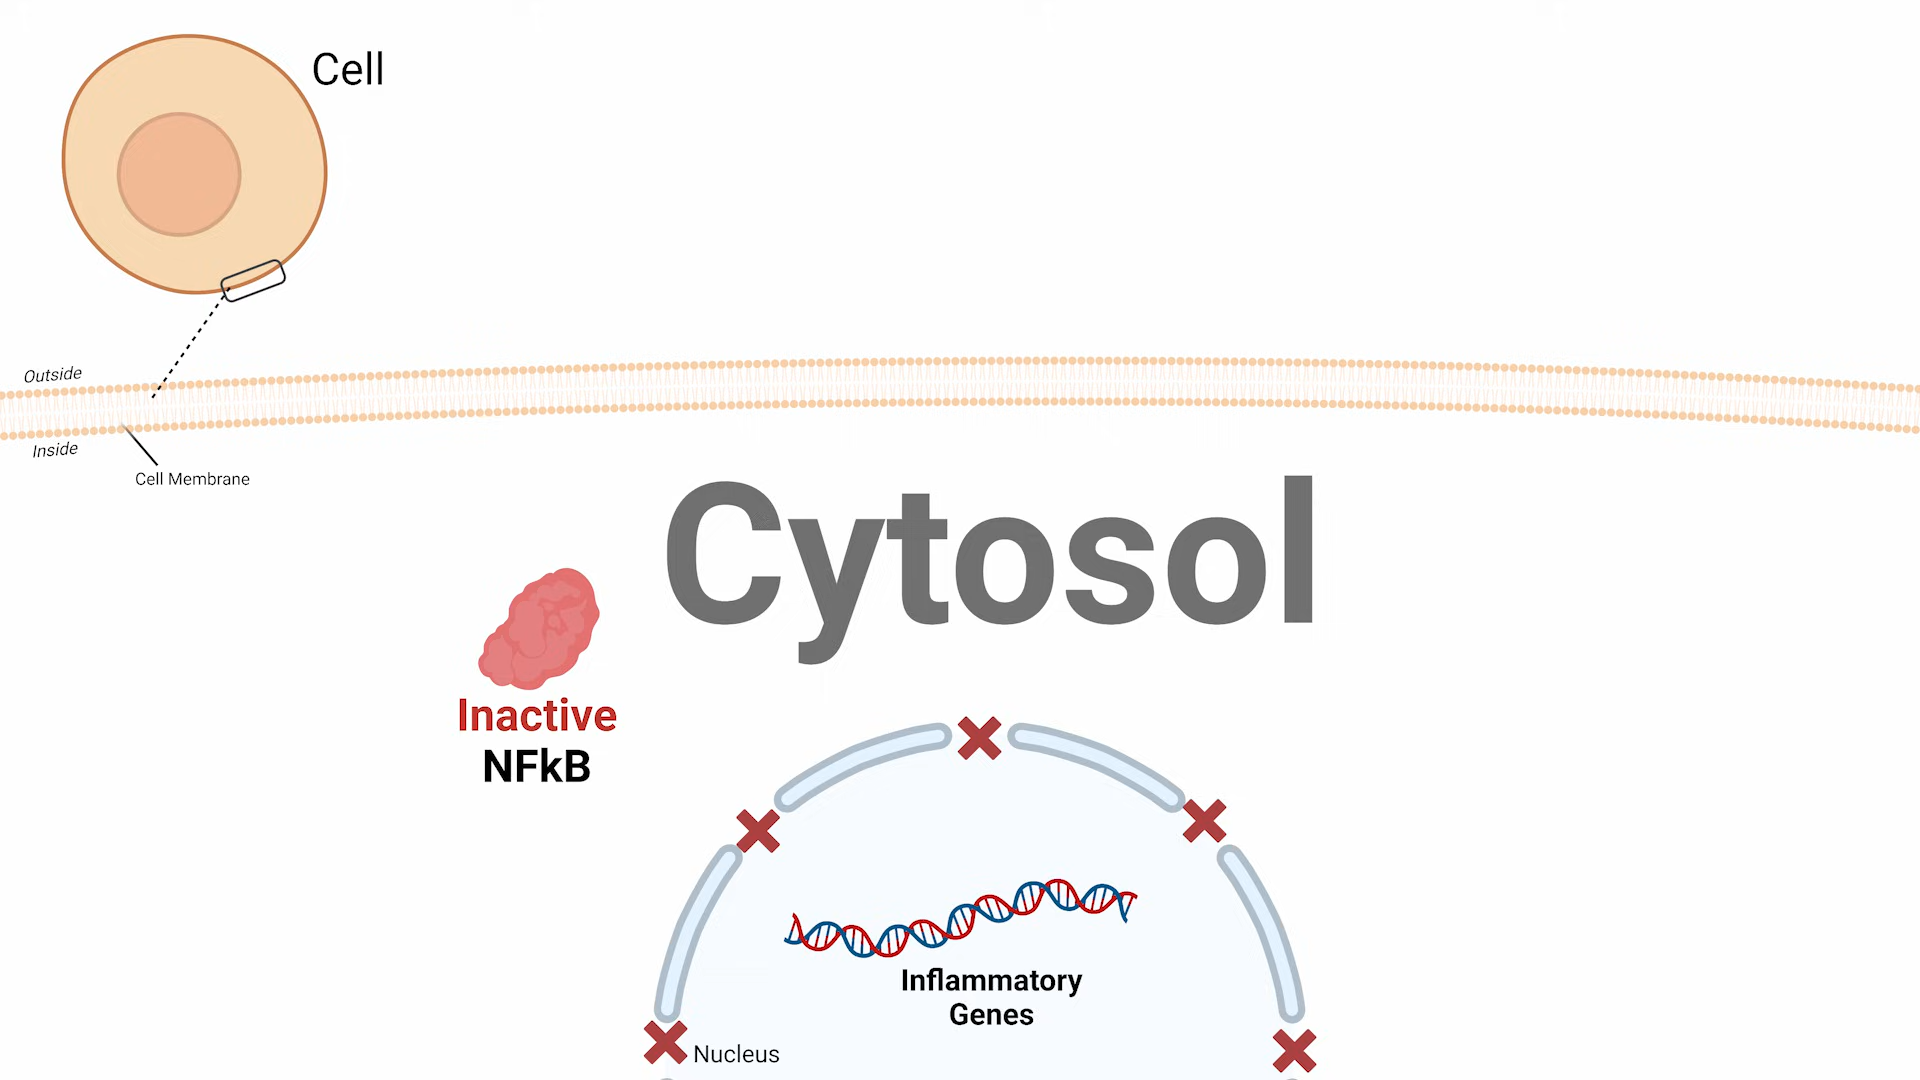 Cell
Outside
Inside
Cell Membrane
Cytosol
Inactive
NFkB
Inflammatory
Genes
Nucleus